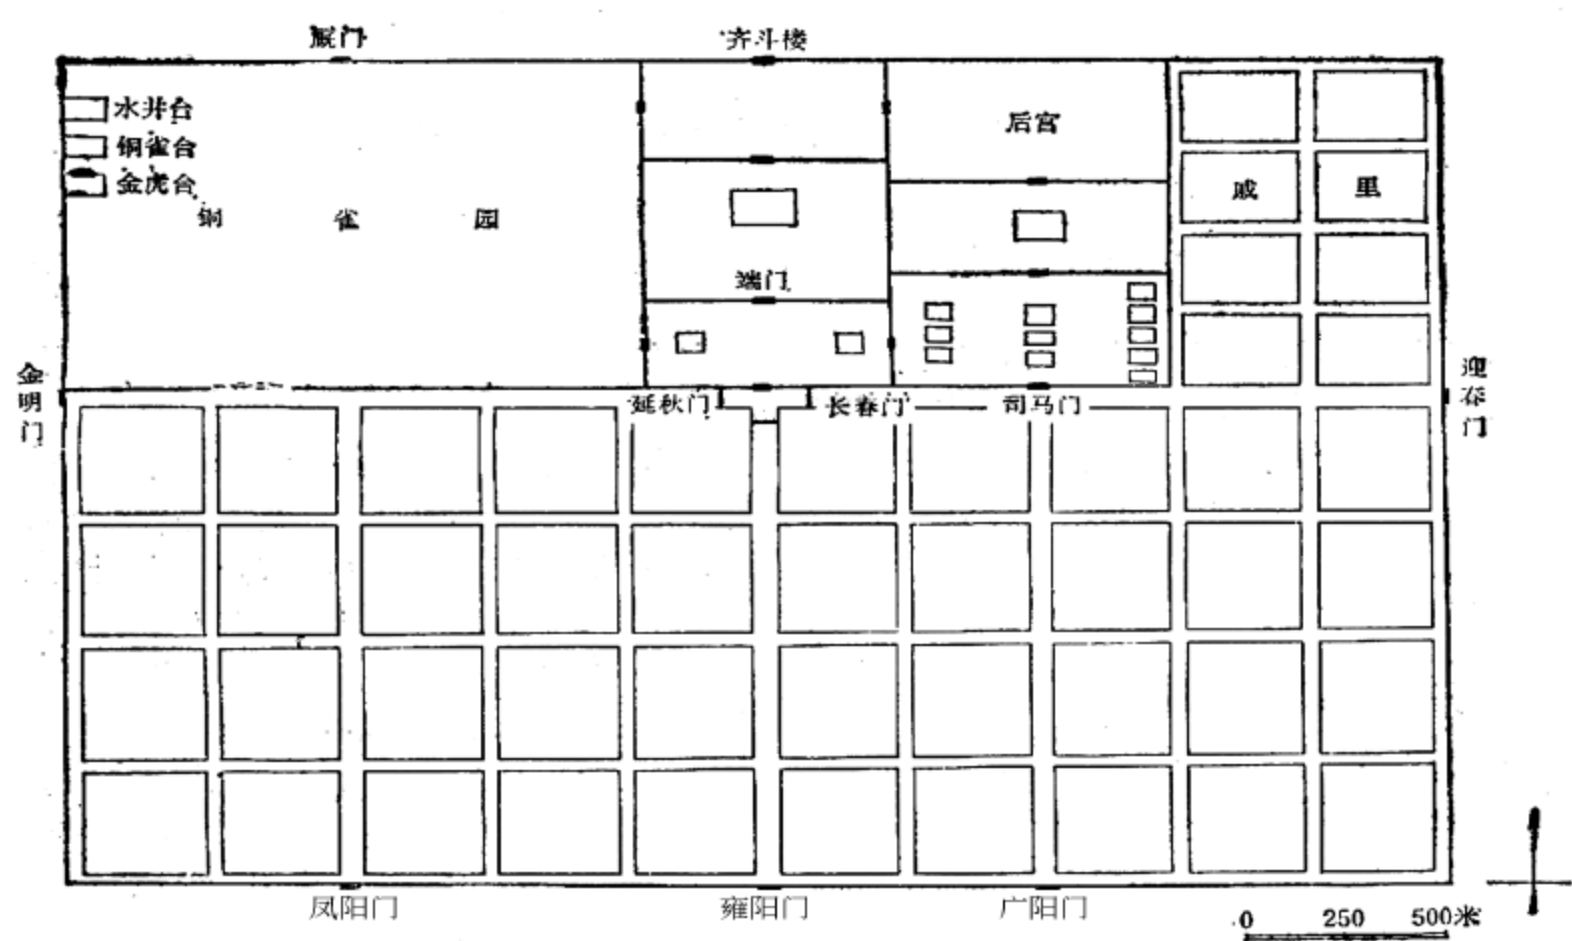 厩门
齐斗楼
水井台
铜雀台
金虎台
铜雀园
后宫
戚里
端门
金明门
迎春门
延秋门
长春门
司马门
凤阳门
雍阳门
广阳门
0 250 500米